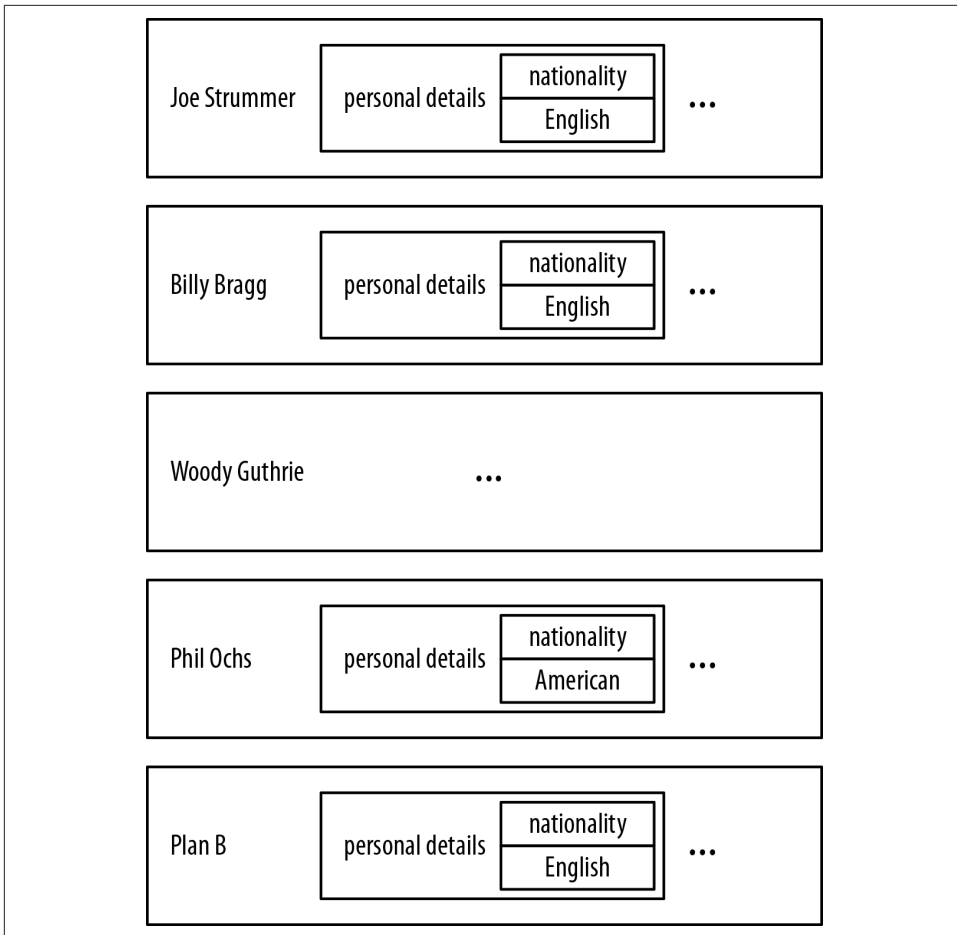 nationality
Joe Strummer personal details ...
English
nationality
Billy Bragg personal details ...
English
Woody Guthrie ...
nationality
Phil Ochs personal details ...
American
nationality
Plan B personal details ...
English